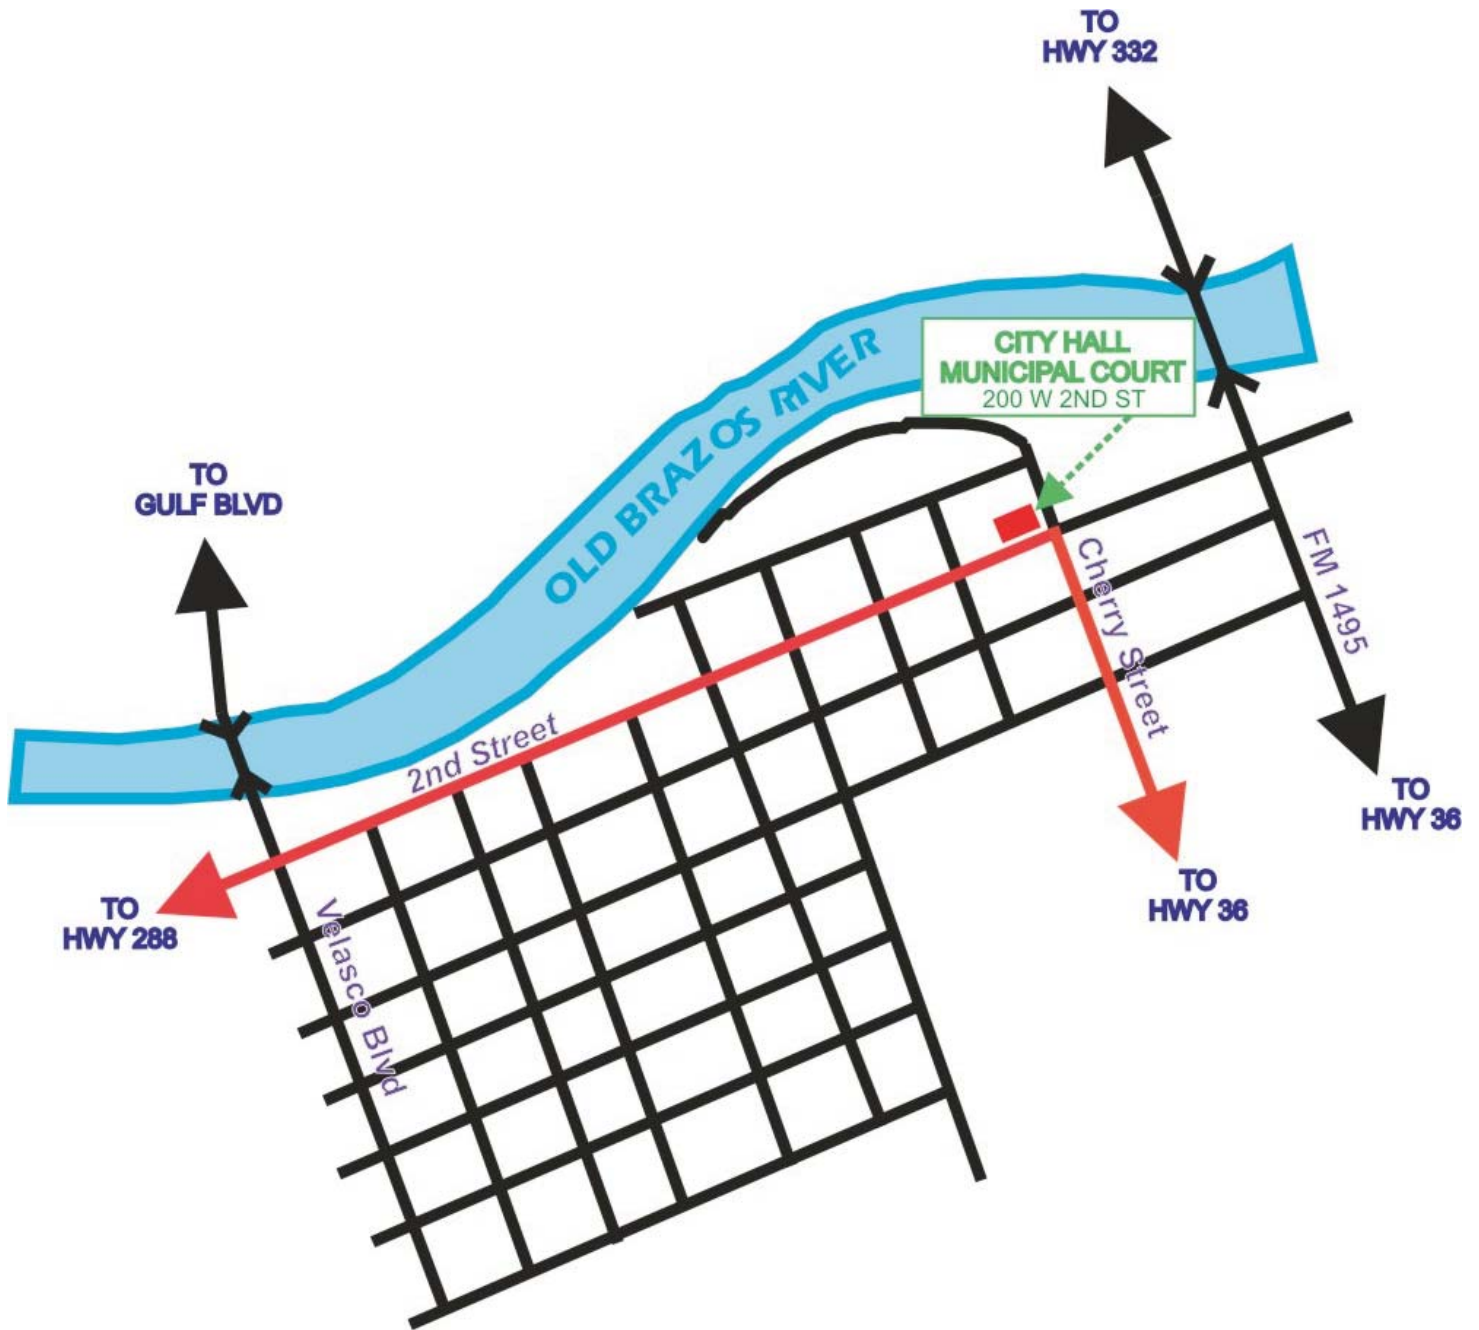 TO
HWY 332
CITY HALL
MUNICIPAL COURT
200 W 2ND ST
OLD BRAZOS RIVER
TO
GULF BLVD
FM 1495
Cherry Street
2nd Street
TO
HWY 36
TO
HWY 36
TO
HWY 288
Velasco Blvd